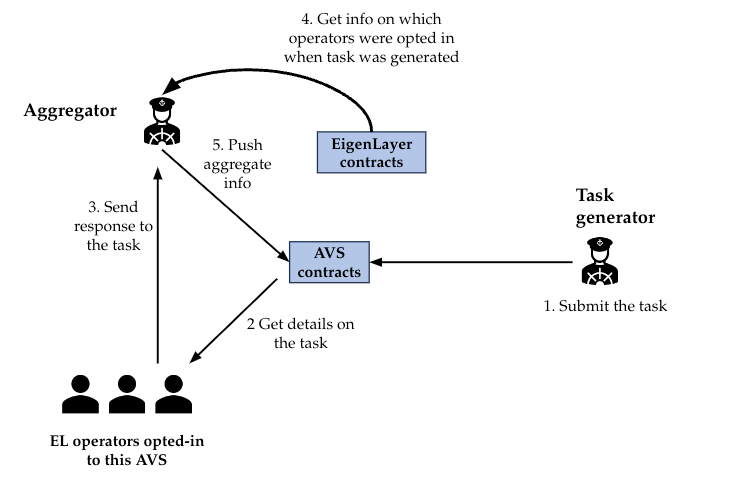 4. Get info on which
operators were opted in
when task was generated
Aggregator
EigenLayer
contracts
5. Push
aggregate
info
3. Send
response to
the task
Task
generator
AVS
contracts
1. Submit the task
2 Get details on
the task
EL operators opted-in
to this AVS